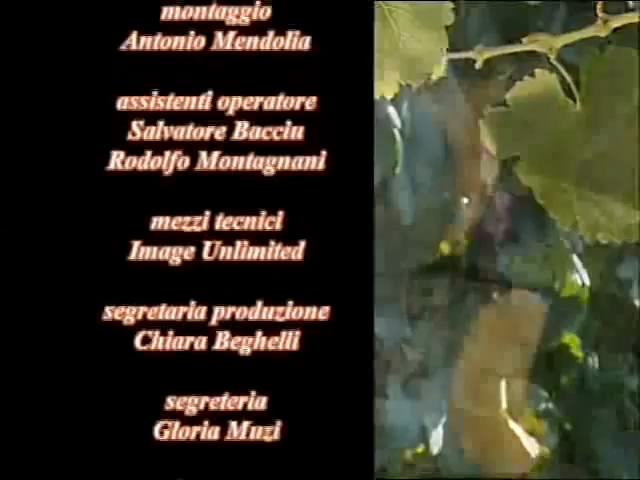 montaggio
Antonio Mendolia
assistenti operatore
Salvatore Bacciu
Rodolfo Montagnani
mezzi tecnici
Image Unlimited
segretaria produzione
Chiara Beghelli
segreteria
Gloria Muzi